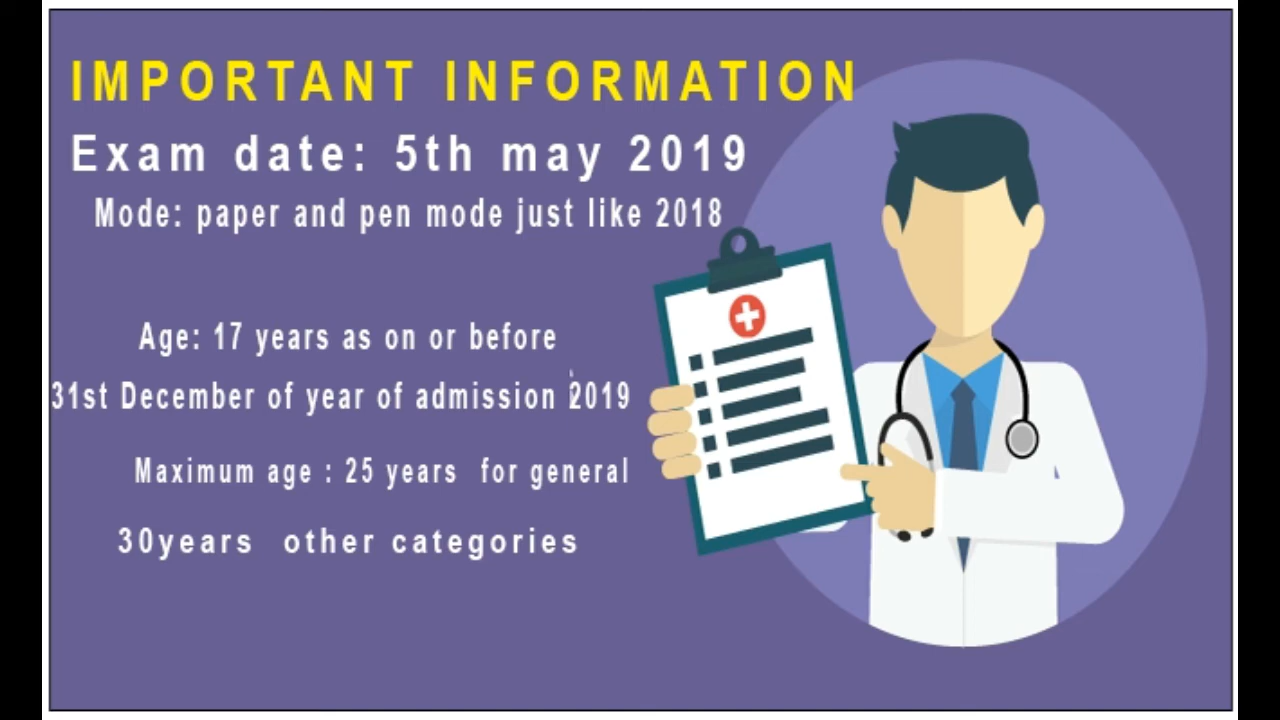 IMPORTANT INFORMATION
Exam date: 5th may 2019
Mode: paper and pen mode just like 2018
Age: 17 years as on or before
31st December of year of admission 2019
Maximum age : 25 years for general
30years other categories